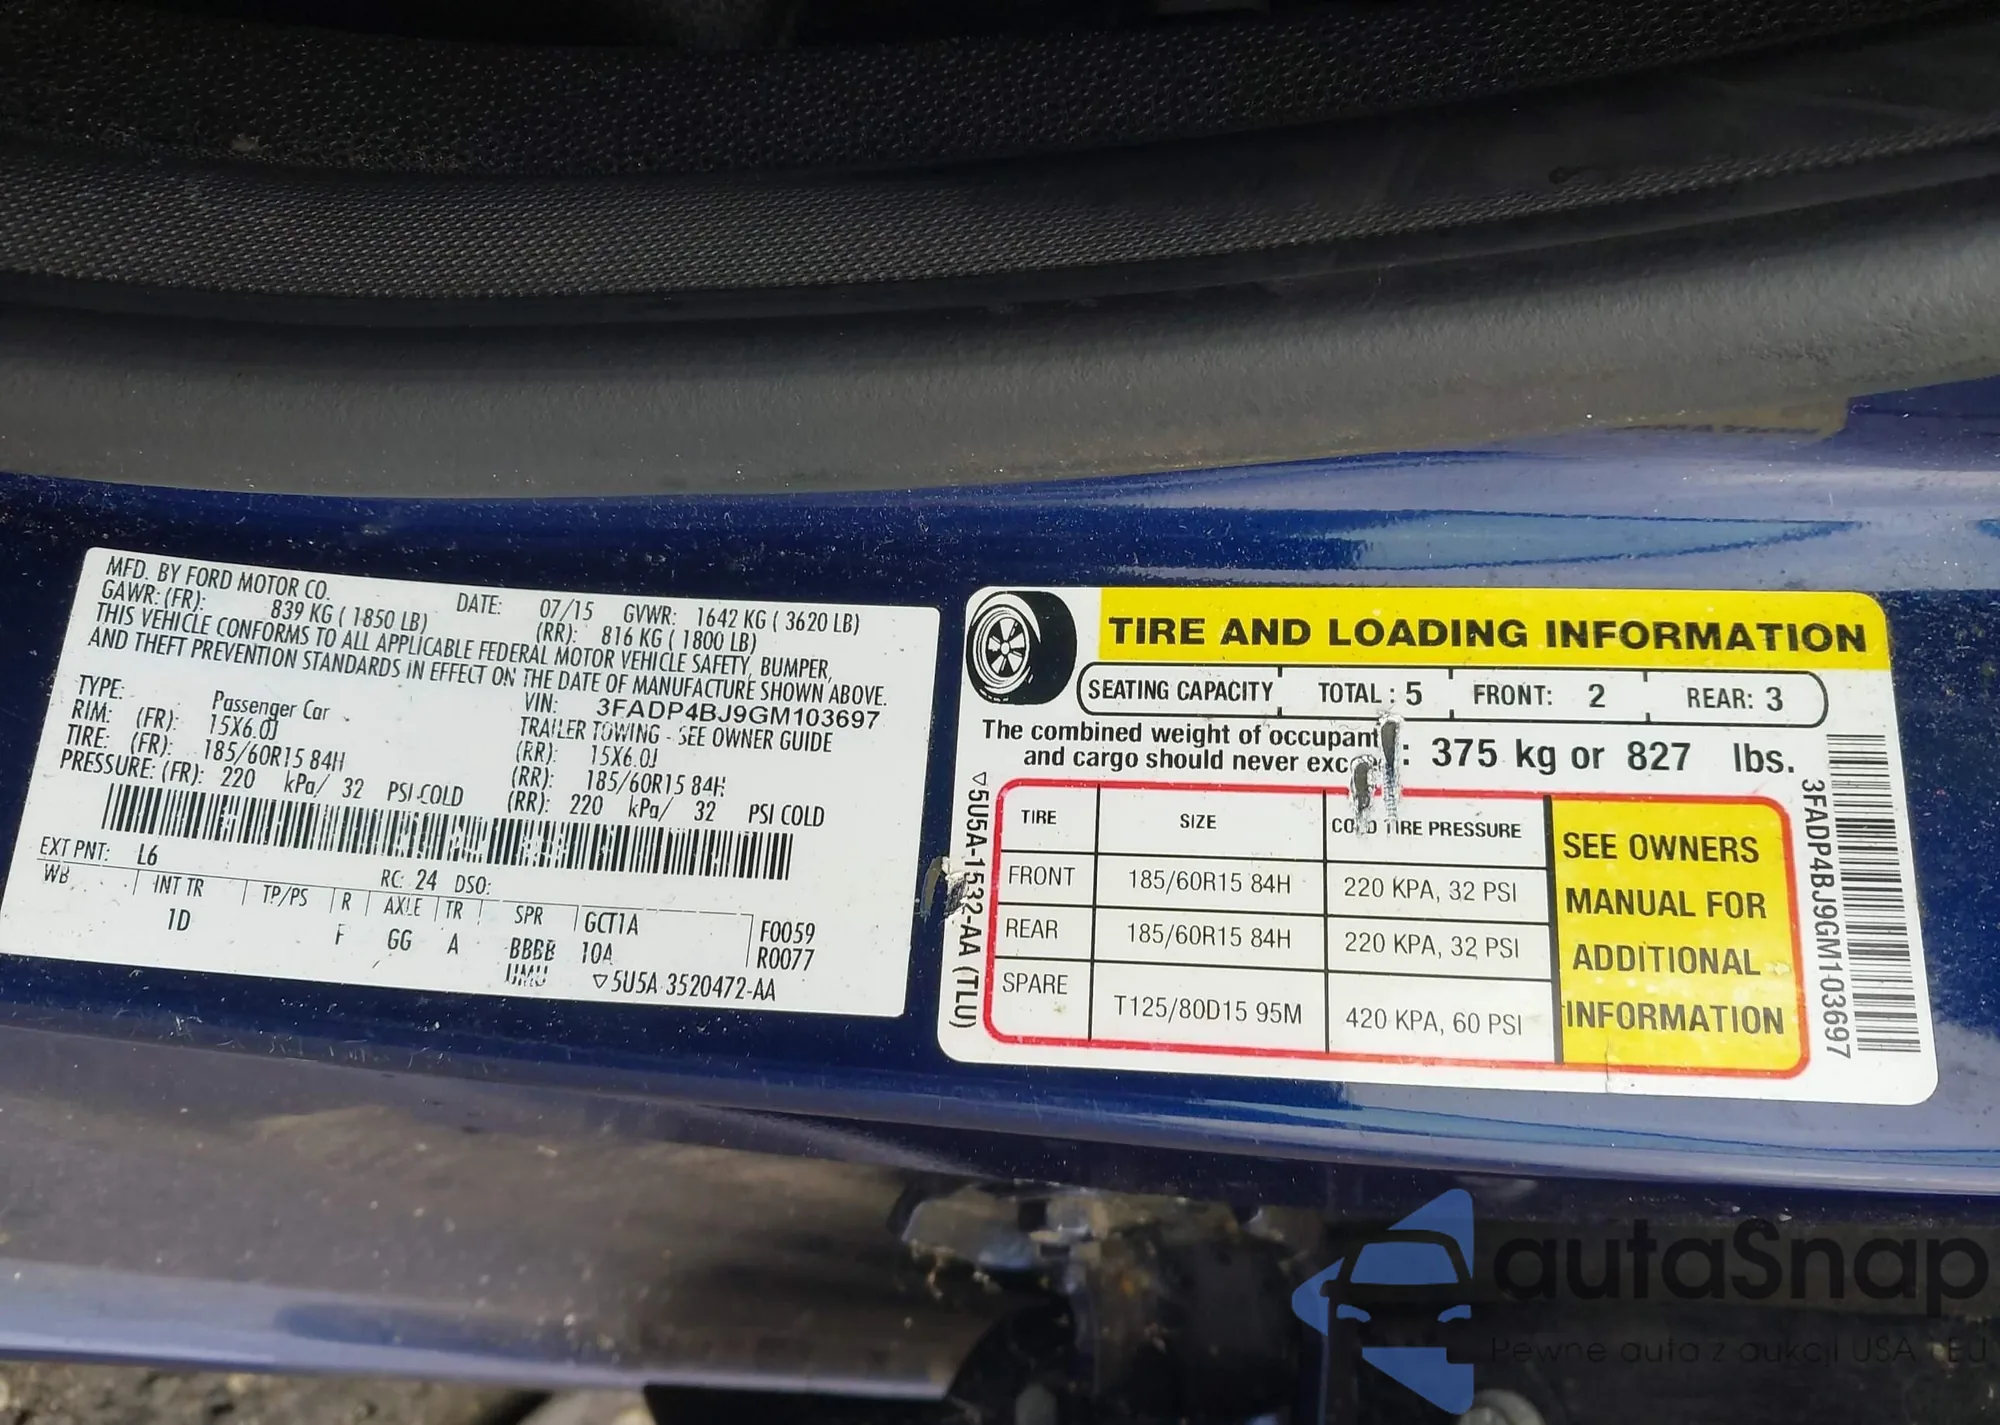 MFD. BY FORD MOTOR CO.
DATE: 07/15 GVWR: 1642 KG ( 3620 LB)
GAWR: (FR): 839 KG ( 1850 LB) (RR): 816 KG ( 1800 LB)
THIS VEHICLE CONFORMS TO ALL APPLICABLE FEDERAL MOTOR VEHICLE SAFETY, BUMPER,
AND THEFT PREVENTION STANDARDS IN EFFECT ON THE DATE OF MANUFACTURE SHOWN ABOVE.
VIN: 3FADP4BJ9GM103697
TYPE: Passenger Car TRAILER TOWING - SEE OWNER GUIDE
RIM: (FR): 15X6.0J (RR): 15X6.0J
TIRE: (FR): 185/60R15 84H (RR): 185/60R15 84H
PRESSURE: (FR): 220 kPa/ 32 PSI COLD (RR): 220 kPa/ 32 PSI COLD
EXT PNT: L6 RC: 24 DSO:
WB INT TR TP/PS R AXLE TR SPR GCT1A F0059
1D F GG A BBBB 10A R0077
UMU ▽5U5A 3520472-AA
TIRE AND LOADING INFORMATION
SEATING CAPACITY TOTAL : 5 FRONT: 2 REAR: 3
The combined weight of
and cargo should never : 375 kg or 827 lbs.
TIRE SIZE COLD TIRE PRESSURE
FRONT 185/60R15 84H 220 KPA, 32 PSI
REAR 185/60R15 84H 220 KPA, 32 PSI
SPARE T125/80D15 95M 420 KPA, 60 PSI
SEE OWNERS
MANUAL FOR
ADDITIONAL
INFORMATION
▽5U5A-1532-AA (TLU)
3FADP4BJ9GM103697
autaSnap
Pewne auta z aukcji USA i EU